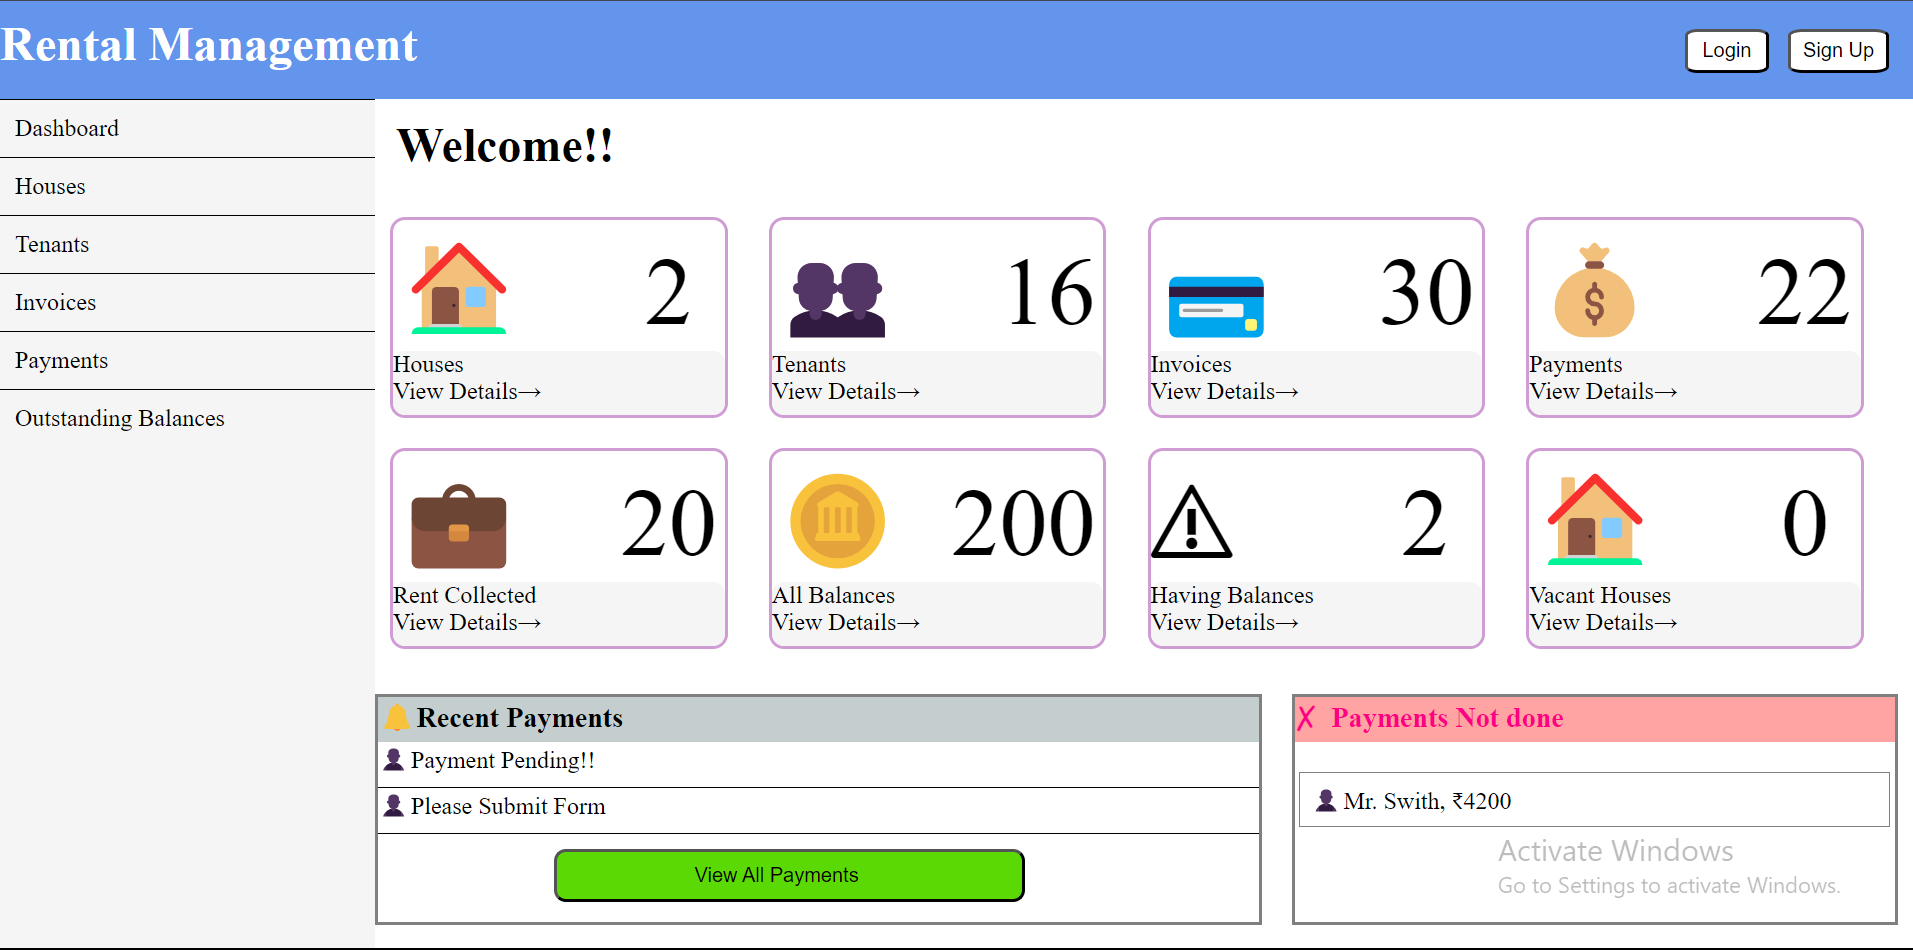 Rental Management
Login
Sign Up
Dashboard
Houses
Tenants
Invoices
Payments
Outstanding Balances
Welcome!!
2
Houses
View Details→
16
Tenants
View Details→
30
Invoices
View Details→
$
22
Payments
View Details→
20
Rent Collected
View Details→
200
All Balances
View Details→
2
Having Balances
View Details→
0
Vacant Houses
View Details→
Recent Payments
Payment Pending!!
Please Submit Form
View All Payments
✗ Payments Not done
Mr. Swith, ₹4200
Activate Windows
Go to Settings to activate Windows.